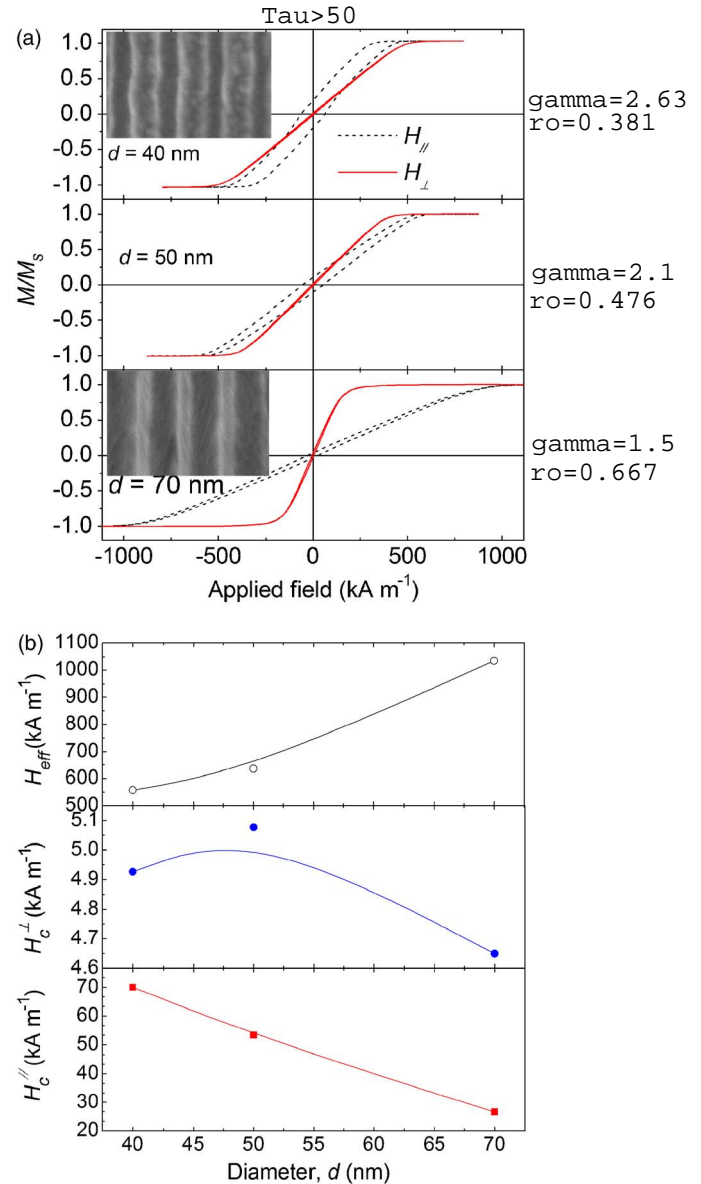 Tau>50
(a)
1.0
0.5
0.0
-0.5
-1.0
d = 40 nm
H//
H⊥
gamma=2.63
ro=0.381
1.0
0.5
0.0
-0.5
-1.0
d = 50 nm
M/Ms
gamma=2.1
ro=0.476
1.0
0.5
0.0
-0.5
-1.0
d = 70 nm
gamma=1.5
ro=0.667
-1000 -500 0 500 1000
Applied field (kA m⁻¹)
(b)
1100
1000
900
800
700
600
500
Heff(kA m⁻¹)
5.1
5.0
4.9
4.8
4.7
4.6
Hc⊥ (kA m⁻¹)
70
60
50
40
30
20
Hc// (kA m⁻¹)
40 45 50 55 60 65 70
Diameter, d (nm)